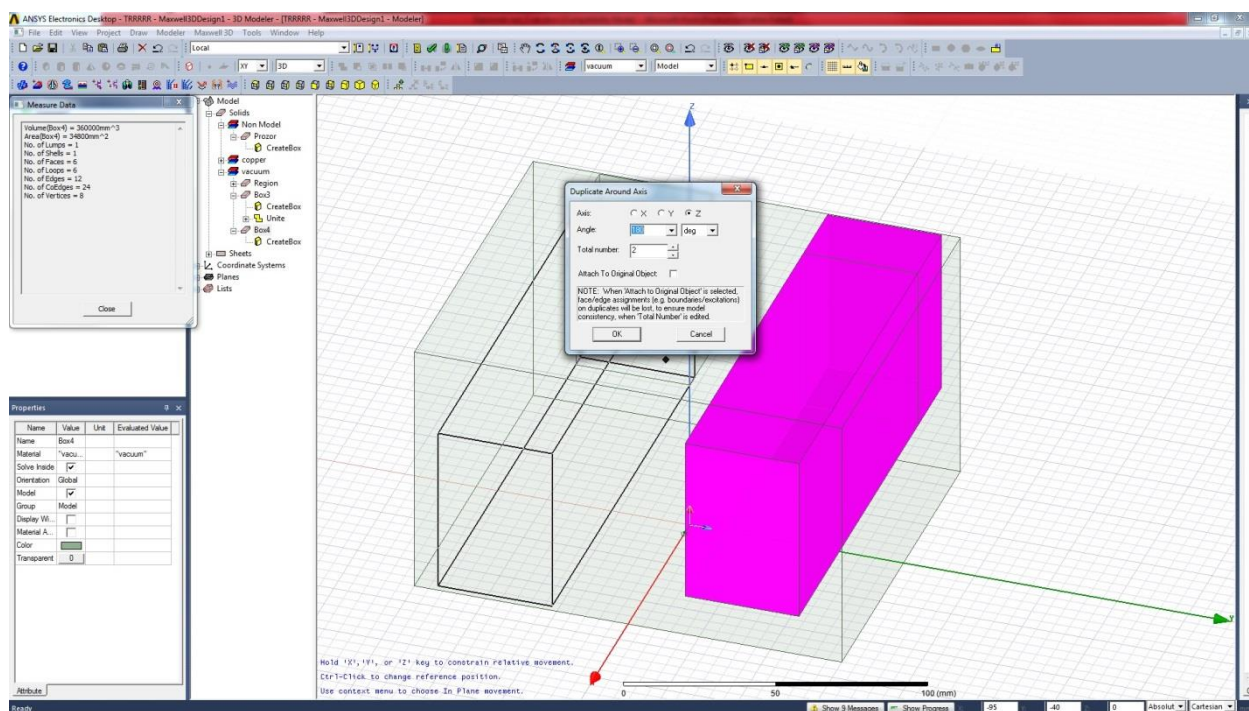 ANSYS Electronics Desktop - TRRRRR - Maxwell3DDesign1 - 3D Modeler - [TRRRRR - Maxwell3DDesign1 - Modeler]
File Edit View Project Draw Modeler Maxwell 3D Tools Window Help
Local
XY 3D vacuum Model
Measure Data
Volume(Box4) = 360000mm^3
Area(Box4) = 34800mm^2
No. of Lumps = 1
No. of Shells = 1
No. of Faces = 6
No. of Loops = 6
No. of Edges = 12
No. of CoEdges = 24
No. of Vertices = 8
Close
Model
Solids
Non Model
Prozor
CreateBox
copper
vacuum
Region
Box3
CreateBox
Unite
Box4
CreateBox
Sheets
Coordinate Systems
Planes
Lists
Z
Duplicate Around Axis
Axis: X Y Z
Angle: 180 deg
Total number: 2
Attach To Original Object:
NOTE: When 'Attach to Original Object' is selected,
face/edge assignments (e.g. boundaries/excitations)
on duplicates will be lost, to ensure model
consistency, when 'Total Number' is edited.
OK Cancel
Properties
Name Value Unit Evaluated Value
Name Box4
Material "vacu... "vacuum"
Solve Inside
Orientation Global
Model
Group Model
Display Wi...
Material A...
Color
Transparent 0
Attribute
Y
Hold 'X','Y', or 'Z' key to constrain relative movement.
Ctrl-Click to change reference position.
Use context menu to choose In Plane movement.
0 50 100 (mm)
Ready
Show 9 Messages Show Progress -95 -40 0 Absolut Cartesian